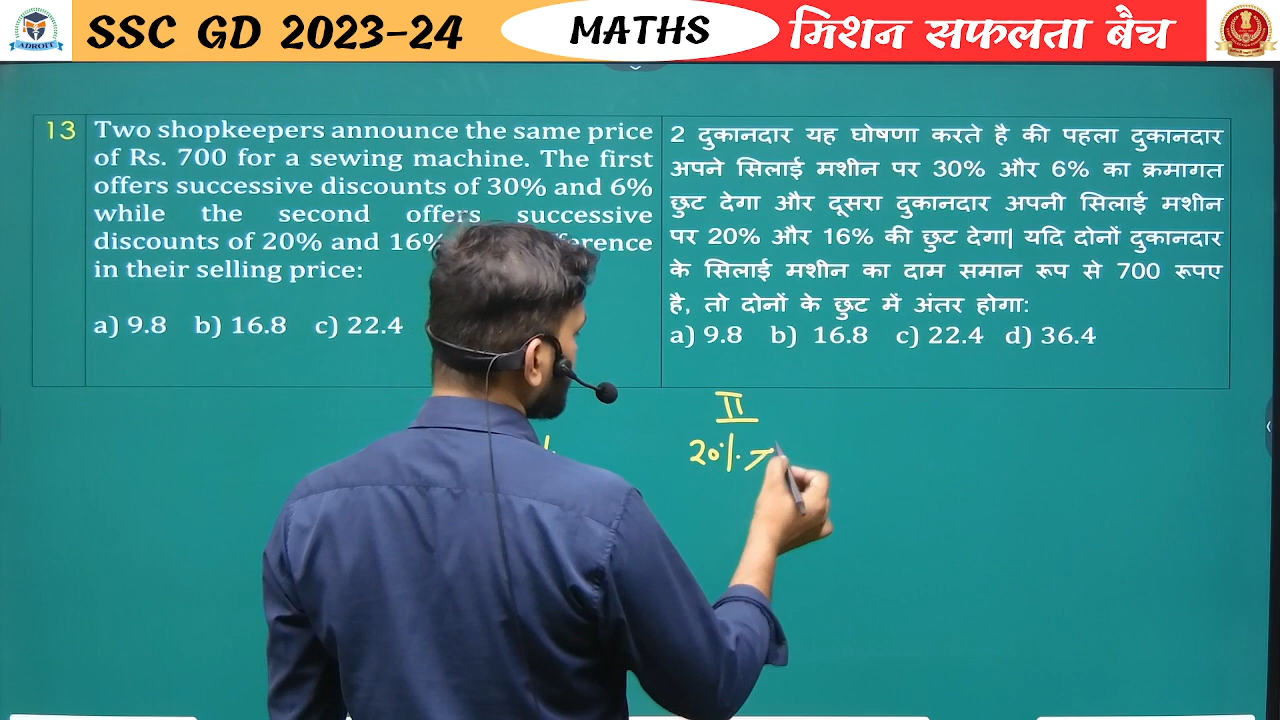 SSC GD 2023-24
MATHS
मिशन सफलता बैच
ADROIT
13
Two shopkeepers announce the same price
of Rs. 700 for a sewing machine. The first
offers successive discounts of 30% and 6%
while the second offers successive
discounts of 20% and 16%
in their selling price:
a) 9.8 b) 16.8 c) 22.4
2 दुकानदार यह घोषणा करते है की पहला दुकानदार
अपने सिलाई मशीन पर 30% और 6% का क्रमागत
छुट देगा और दूसरा दुकानदार अपनी सिलाई मशीन
पर 20% और 16% की छुट देगा| यदि दोनों दुकानदार
के सिलाई मशीन का दाम समान रूप से 700 रूपए
है, तो दोनों के छुट में अंतर होगा:
a) 9.8 b) 16.8 c) 22.4 d) 36.4
II
20%